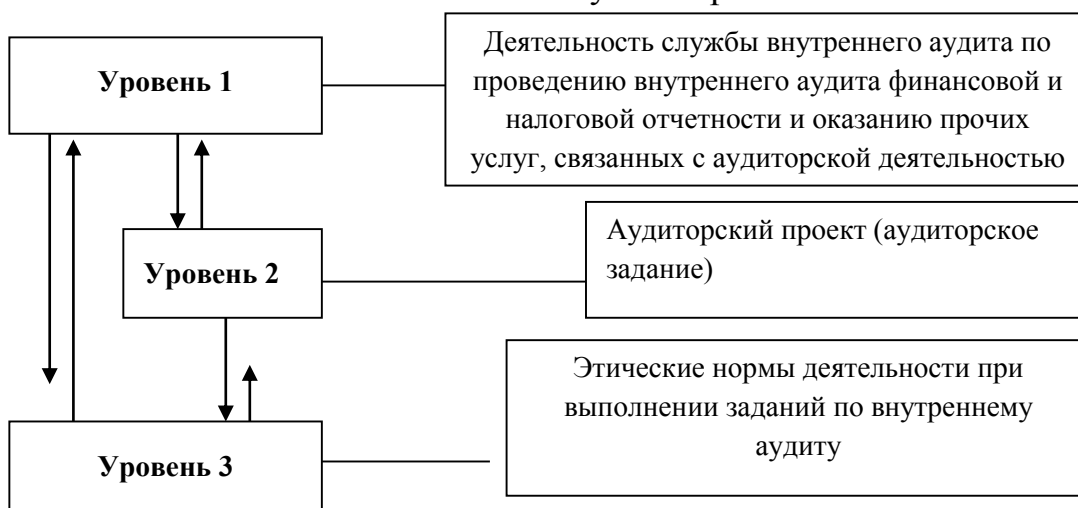 Уровень 1
Деятельность службы внутреннего аудита по
проведению внутреннего аудита финансовой и
налоговой отчетности и оказанию прочих
услуг, связанных с аудиторской деятельностью
Уровень 2
Аудиторский проект (аудиторское
задание)
Уровень 3
Этические нормы деятельности при
выполнении заданий по внутреннему
аудиту